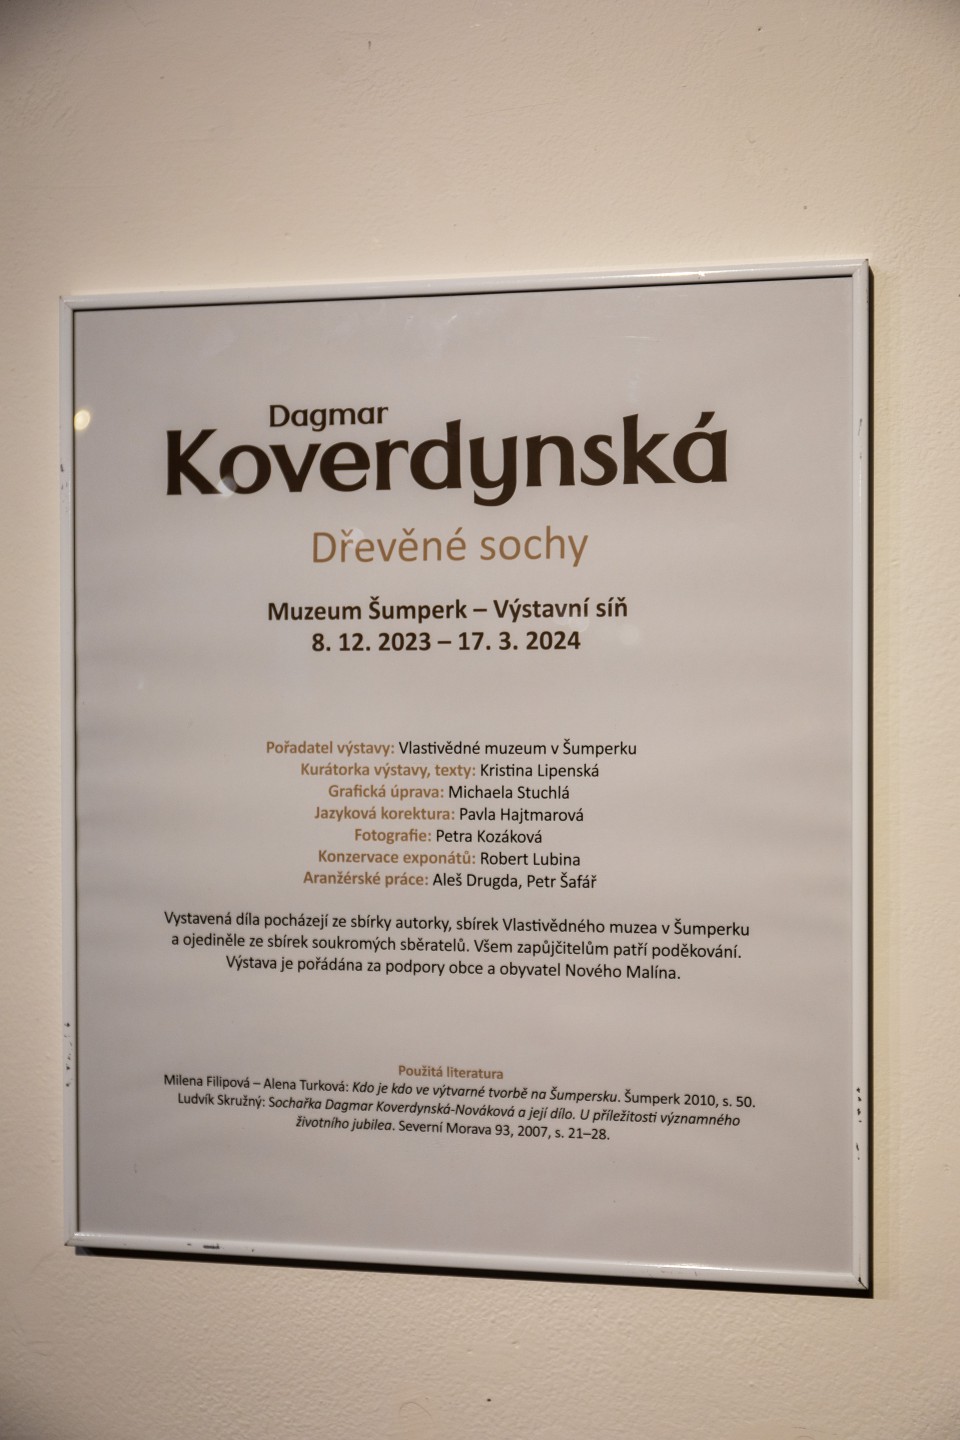 Dagmar
Koverdynská
Dřevěné sochy
Muzeum Šumperk – Výstavní síň
8. 12. 2023 – 17. 3. 2024
Pořadatel výstavy: Vlastivědné muzeum v Šumperku
Kurátorka výstavy, texty: Kristina Lipenská
Grafická úprava: Michaela Stuchlá
Jazyková korektura: Pavla Hajtmarová
Fotografie: Petra Kozáková
Konzervace exponátů: Robert Lubina
Aranžérské práce: Aleš Drugda, Petr Šafář
Vystavená díla pocházejí ze sbírky autorky, sbírek Vlastivědného muzea v Šumperku
a ojediněle ze sbírek soukromých sběratelů. Všem zapůjčitelům patří poděkování.
Výstava je pořádána za podpory obce a obyvatel Nového Malína.
Použitá literatura
Milena Filipová – Alena Turková: Kdo je kdo ve výtvarné tvorbě na Šumpersku. Šumperk 2010, s. 50.
Ludvík Skružný: Sochařka Dagmar Koverdynská-Nováková a její dílo. U příležitosti významného
životního jubilea. Severní Morava 93, 2007, s. 21–28.